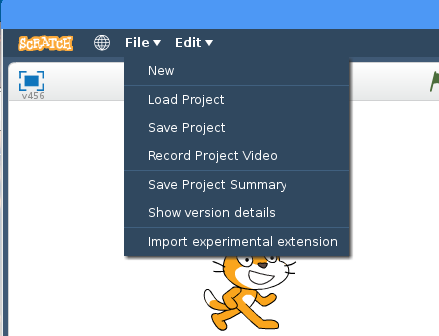 SCRATCH
File Edit
v456
New
Load Project
Save Project
Record Project Video
Save Project Summary
Show version details
Import experimental extension